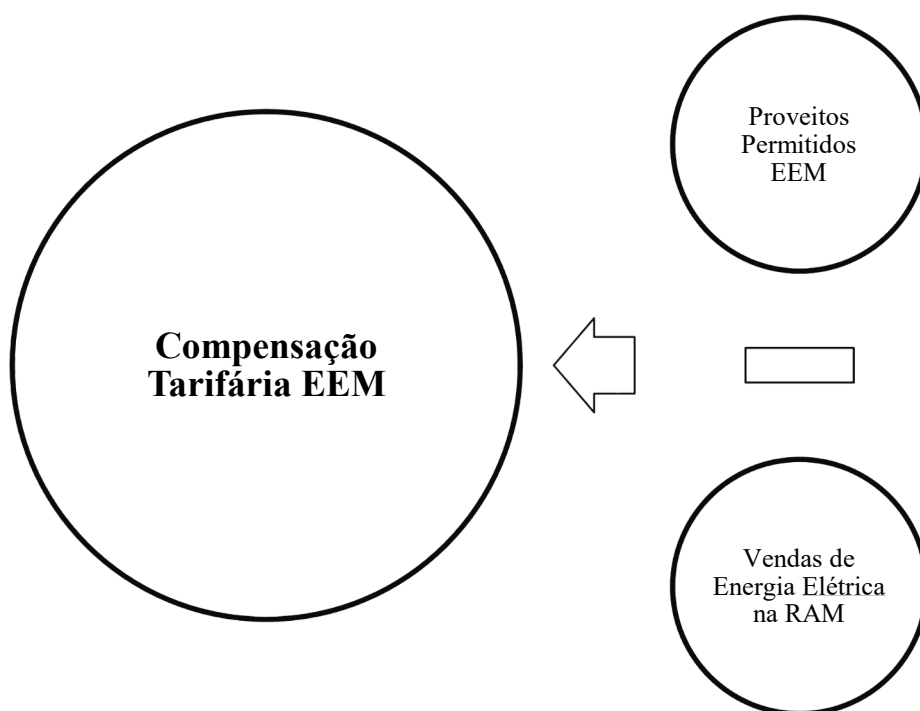 Proveitos
Permitidos
EEM
Compensação
Tarifária EEM
Vendas de
Energia Elétrica
na RAM